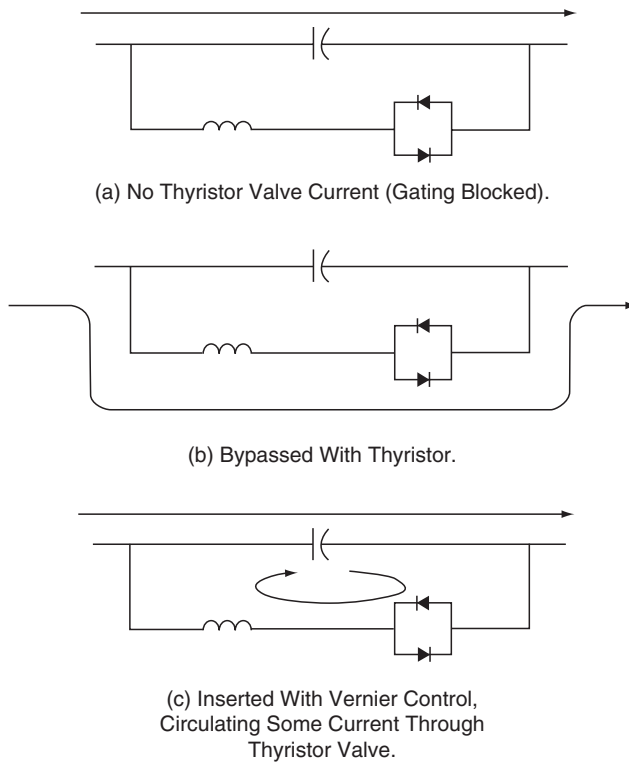 (a) No Thyristor Valve Current (Gating Blocked).
(b) Bypassed With Thyristor.
(c) Inserted With Vernier Control,
Circulating Some Current Through
Thyristor Valve.